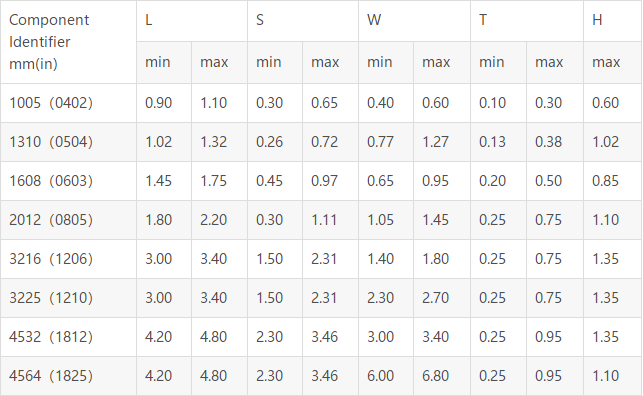 Component Identifier mm(in) L S W T H
min max min max min max min max max
1005（0402） 0.90 1.10 0.30 0.65 0.40 0.60 0.10 0.30 0.60
1310（0504） 1.02 1.32 0.26 0.72 0.77 1.27 0.13 0.38 1.02
1608（0603） 1.45 1.75 0.45 0.97 0.65 0.95 0.20 0.50 0.85
2012（0805） 1.80 2.20 0.30 1.11 1.05 1.45 0.25 0.75 1.10
3216（1206） 3.00 3.40 1.50 2.31 1.40 1.80 0.25 0.75 1.35
3225（1210） 3.00 3.40 1.50 2.31 2.30 2.70 0.25 0.75 1.35
4532（1812） 4.20 4.80 2.30 3.46 3.00 3.40 0.25 0.95 1.35
4564（1825） 4.20 4.80 2.30 3.46 6.00 6.80 0.25 0.95 1.10